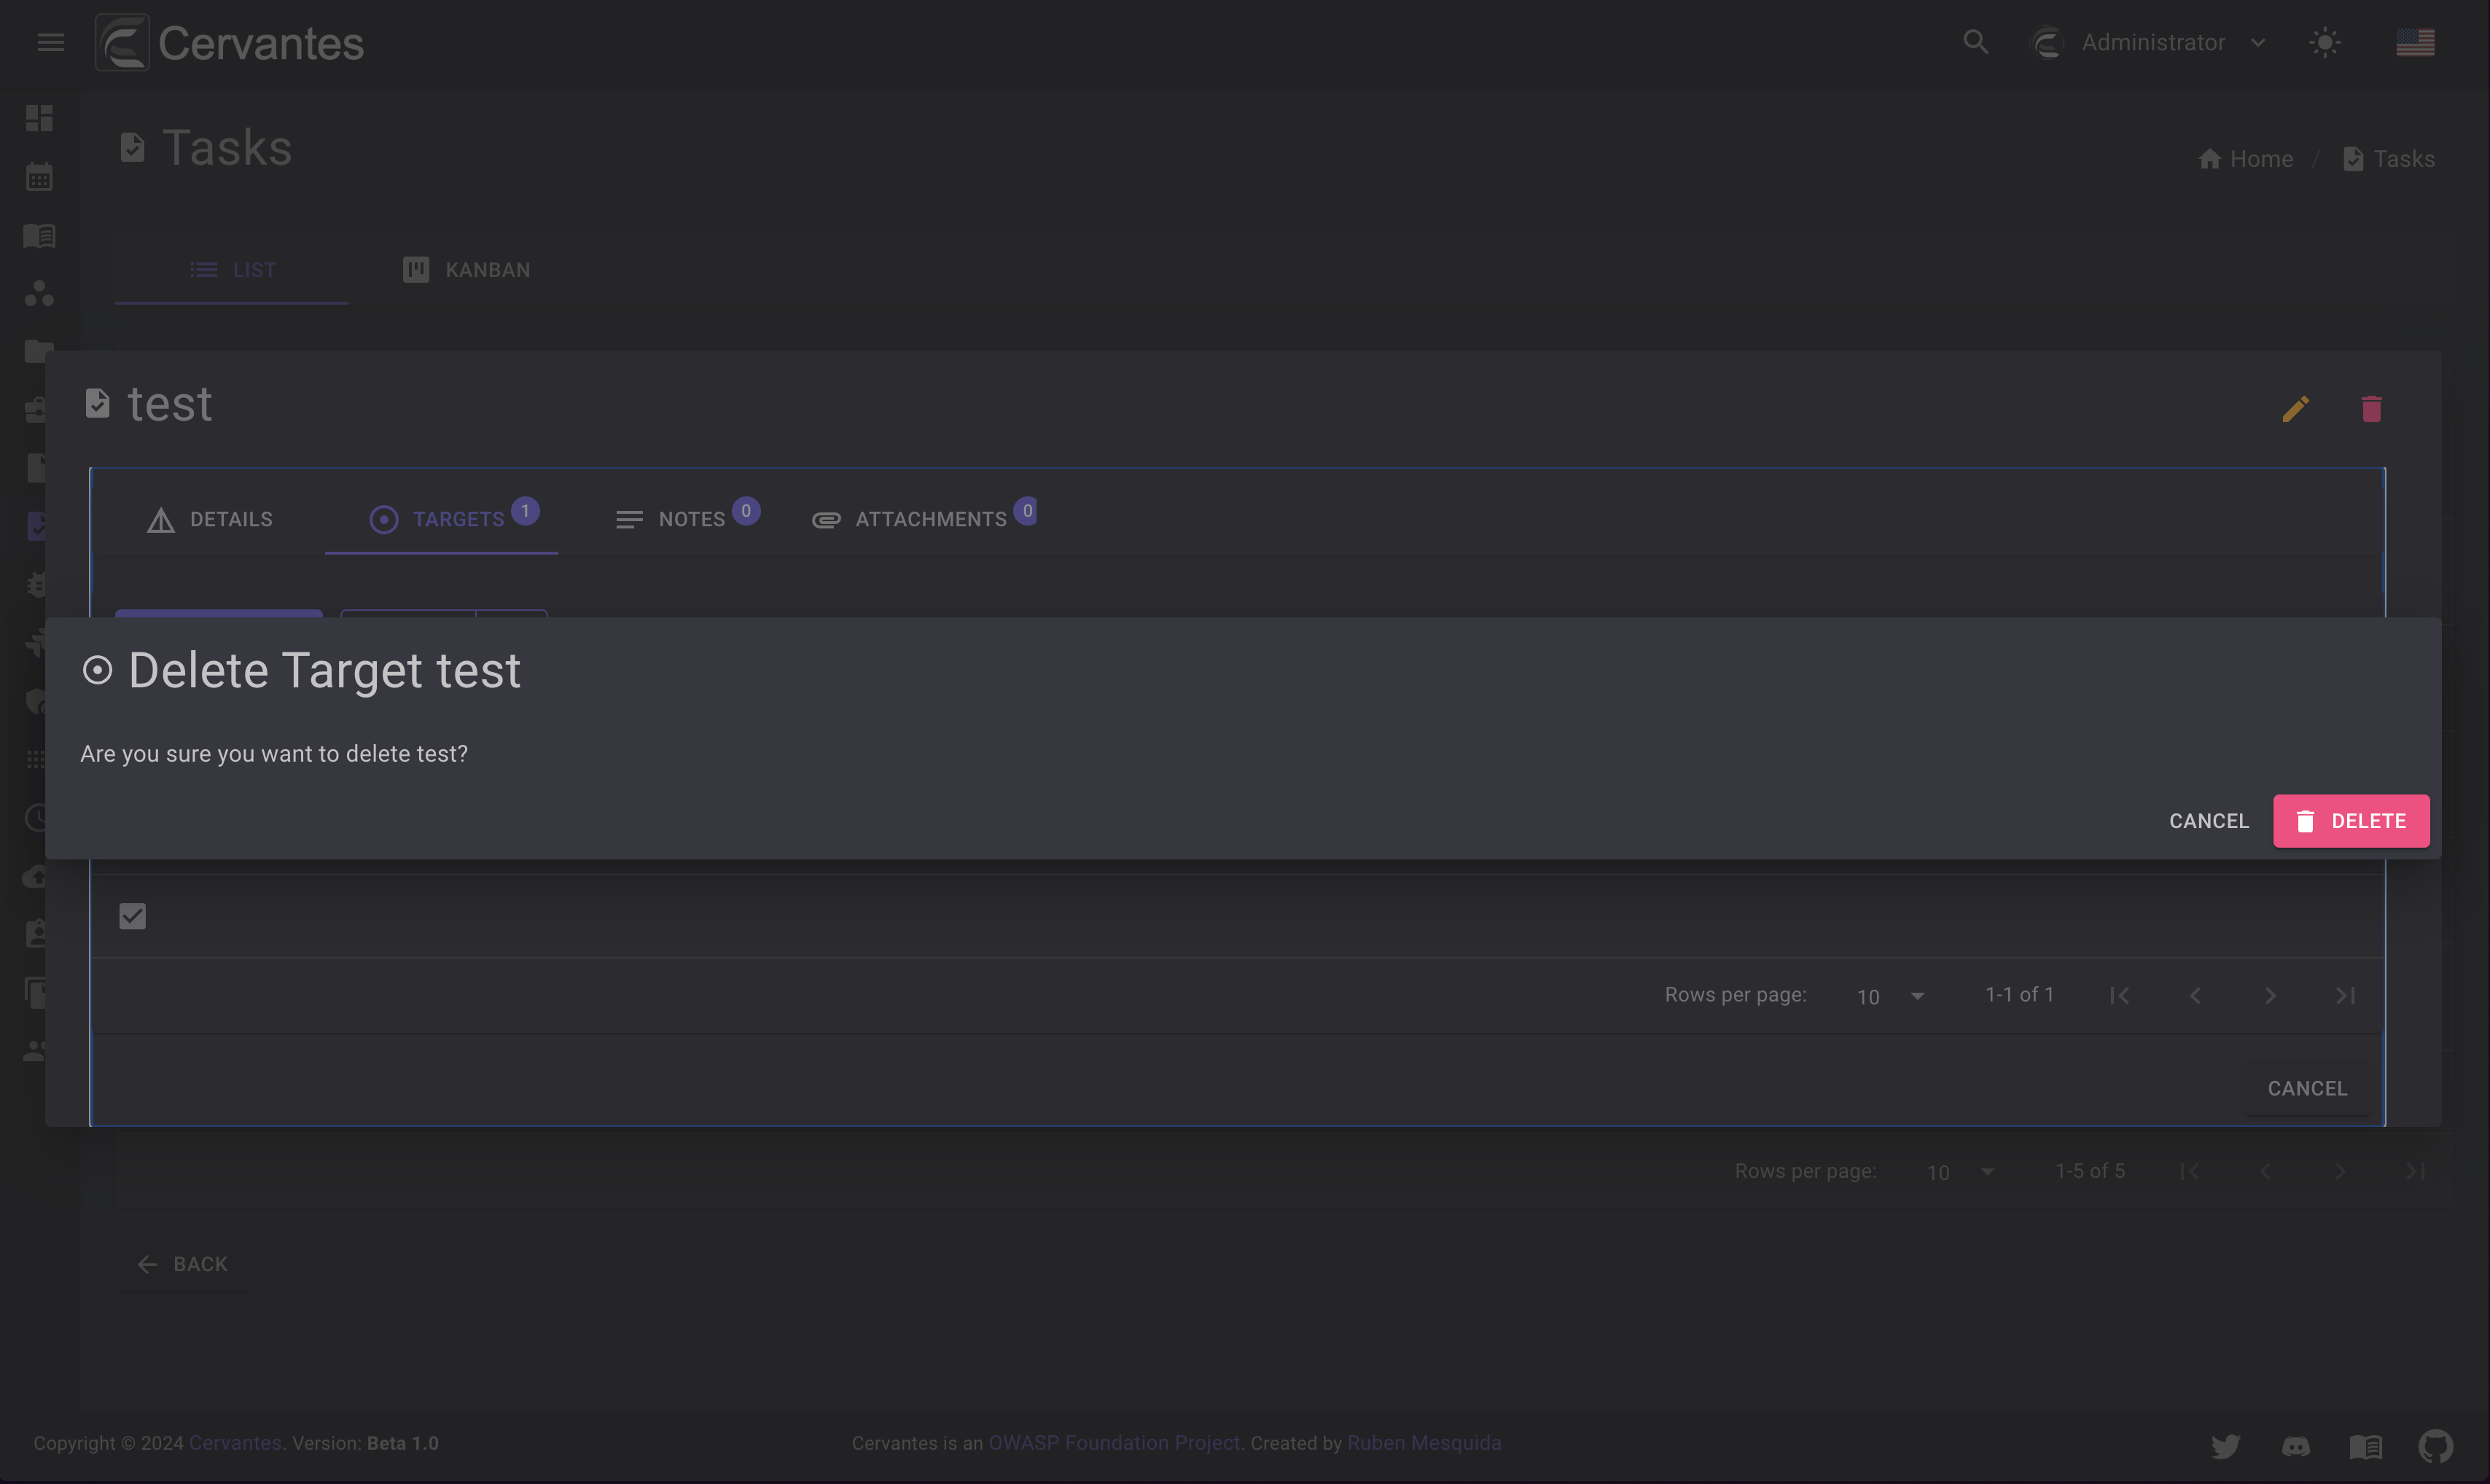 Cervantes
Administrator
Tasks
Home / Tasks
LIST
KANBAN
test
DETAILS
TARGETS 1
NOTES 0
ATTACHMENTS 0
Delete Target test
Are you sure you want to delete test?
CANCEL
DELETE
Rows per page: 10 1-1 of 1
CANCEL
Rows per page: 10 1-5 of 5
BACK
Copyright © 2024 Cervantes. Version: Beta 1.0
Cervantes is an OWASP Foundation Project. Created by Ruben Mesquida